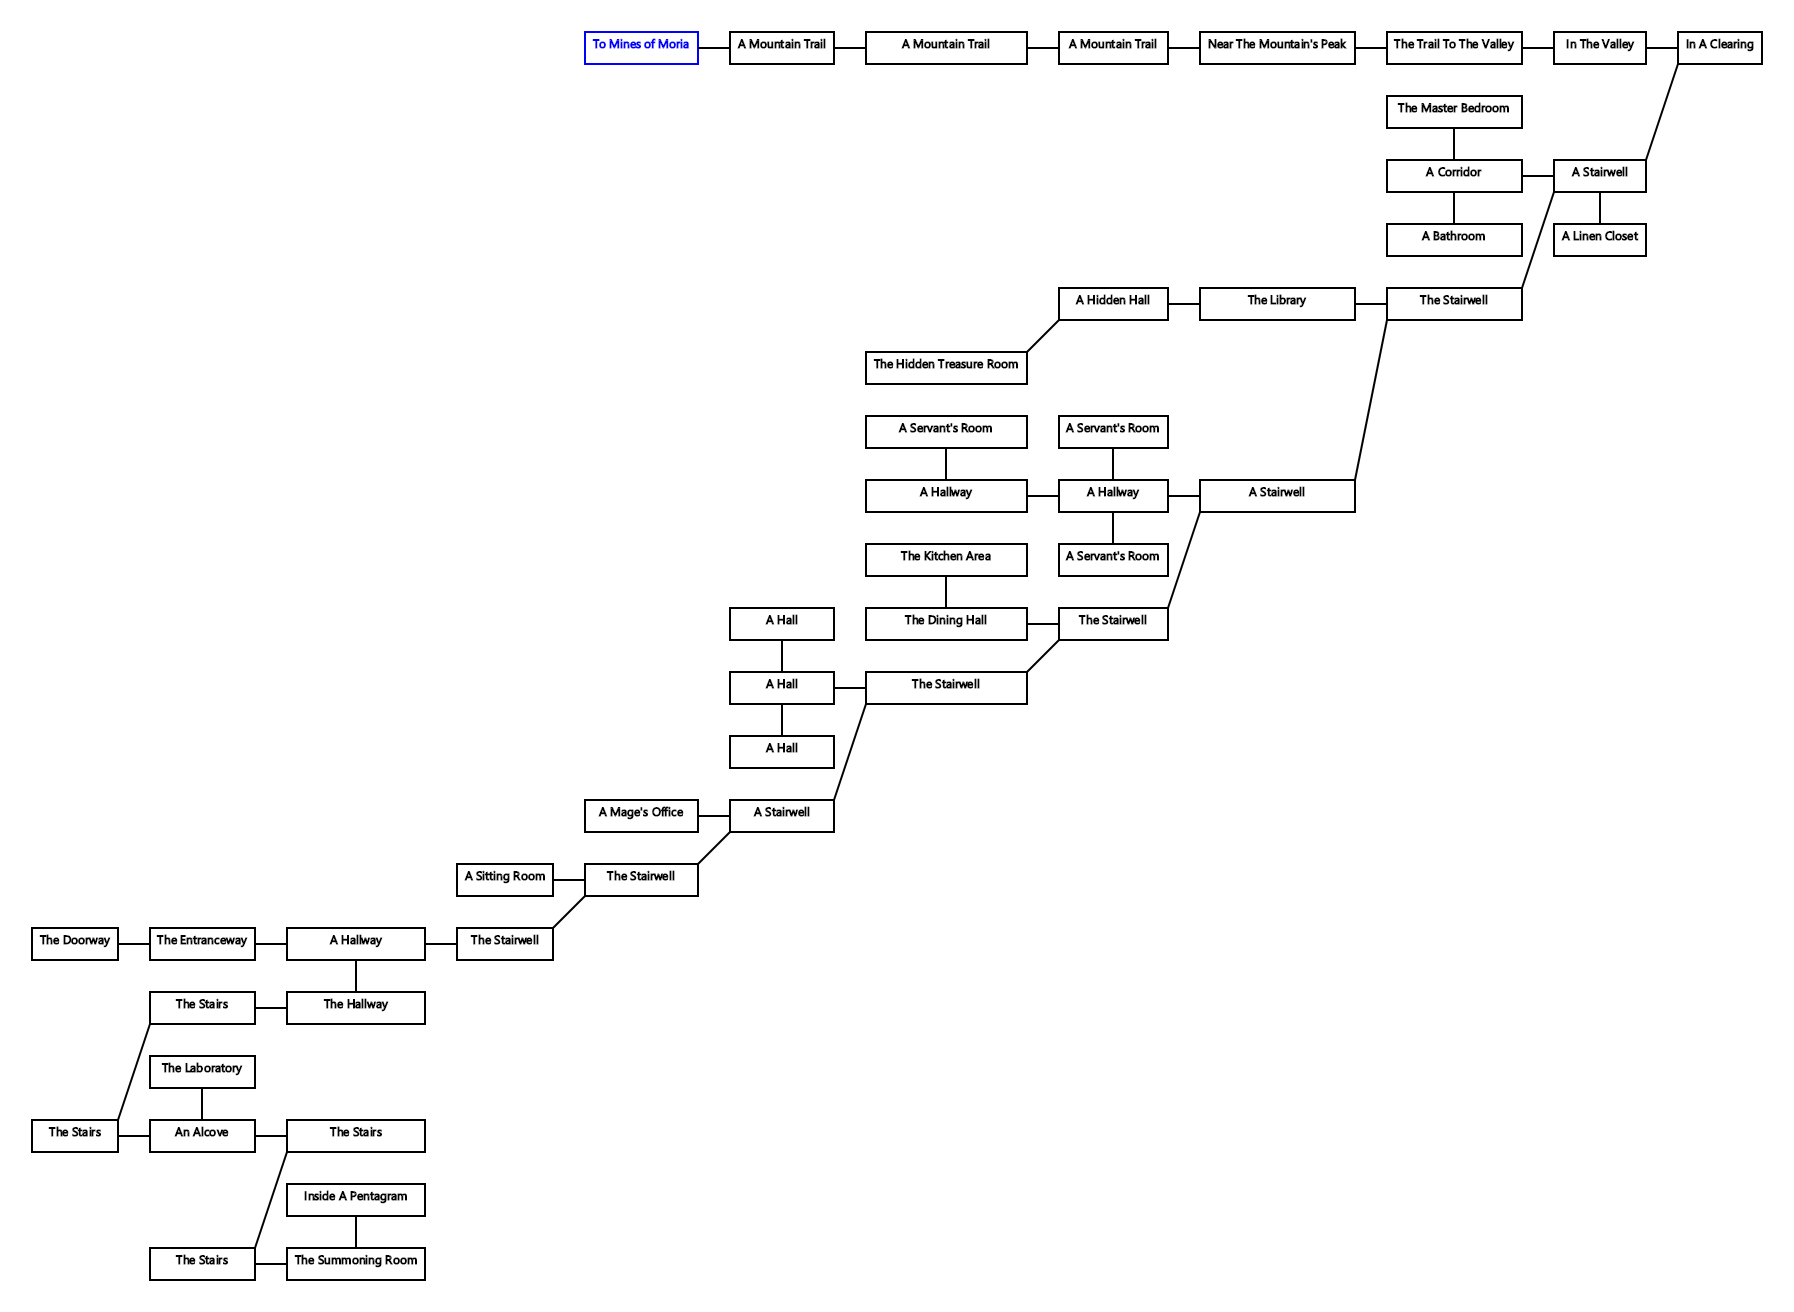 To Mines of Moria
A Mountain Trail
A Mountain Trail
A Mountain Trail
Near The Mountain's Peak
The Trail To The Valley
In The Valley
In A Clearing
The Master Bedroom
A Corridor
A Stairwell
A Bathroom
A Linen Closet
A Hidden Hall
The Library
The Stairwell
The Hidden Treasure Room
A Servant's Room
A Servant's Room
A Hallway
A Hallway
A Stairwell
The Kitchen Area
A Servant's Room
A Hall
The Dining Hall
The Stairwell
A Hall
The Stairwell
A Hall
A Mage's Office
A Stairwell
A Sitting Room
The Stairwell
The Doorway
The Entranceway
A Hallway
The Stairwell
The Stairs
The Hallway
The Laboratory
The Stairs
An Alcove
The Stairs
Inside A Pentagram
The Stairs
The Summoning Room